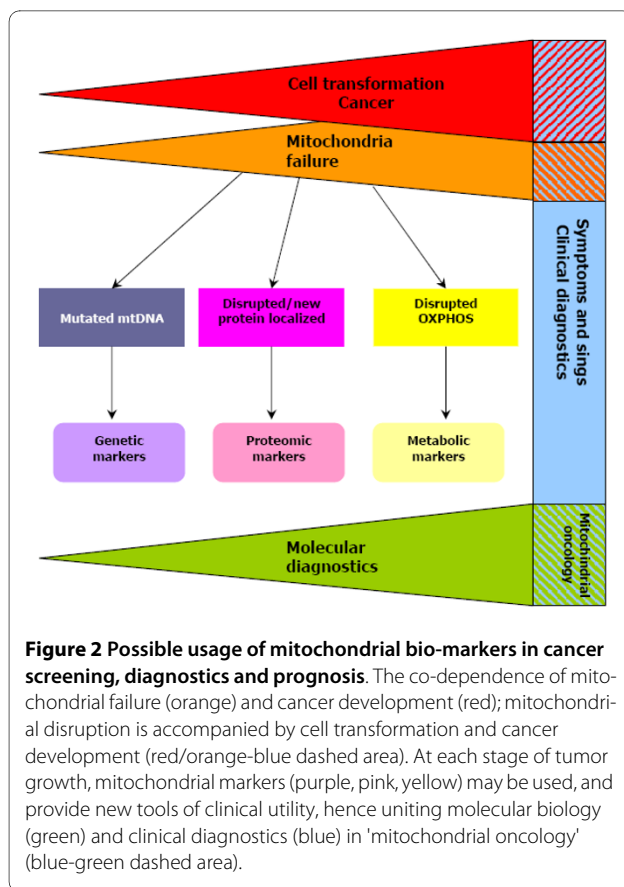 Cell transformation
Cancer
Mitochondria
failure
Symptoms and sings
Clinical diagnostics
Mutated mtDNA
Disrupted/new
protein localized
Disrupted
OXPHOS
Genetic
markers
Proteomic
markers
Metabolic
markers
Molecular
diagnostics
Mitochindrial
oncology
Figure 2 Possible usage of mitochondrial bio-markers in cancer
screening, diagnostics and prognosis. The co-dependence of mito-
chondrial failure (orange) and cancer development (red); mitochondri-
al disruption is accompanied by cell transformation and cancer
development (red/orange-blue dashed area). At each stage of tumor
growth, mitochondrial markers (purple, pink, yellow) may be used, and
provide new tools of clinical utility, hence uniting molecular biology
(green) and clinical diagnostics (blue) in 'mitochondrial oncology'
(blue-green dashed area).